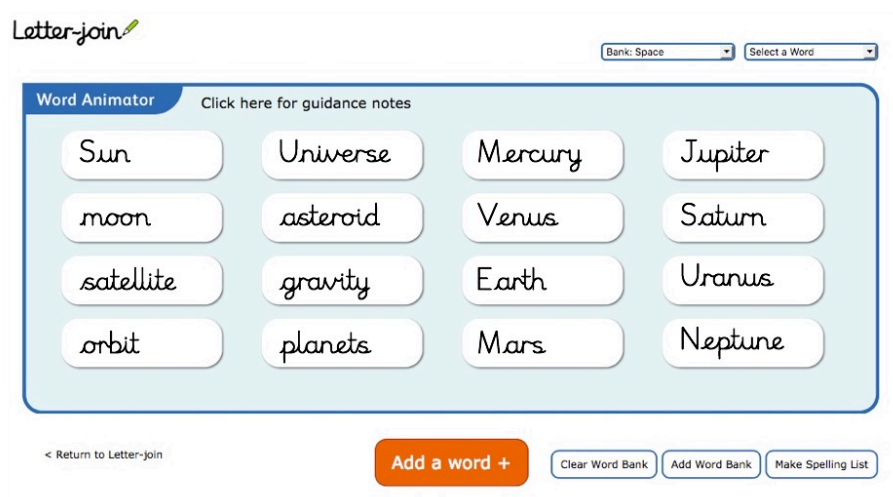 Letter-join
Bank: Space Select a Word
Word Animator Click here for guidance notes
Sun Universe Mercury Jupiter
moon asteroid Venus Saturn
satellite gravity Earth Uranus
orbit planets Mars Neptune
< Return to Letter-join Add a word + Clear Word Bank Add Word Bank Make Spelling List